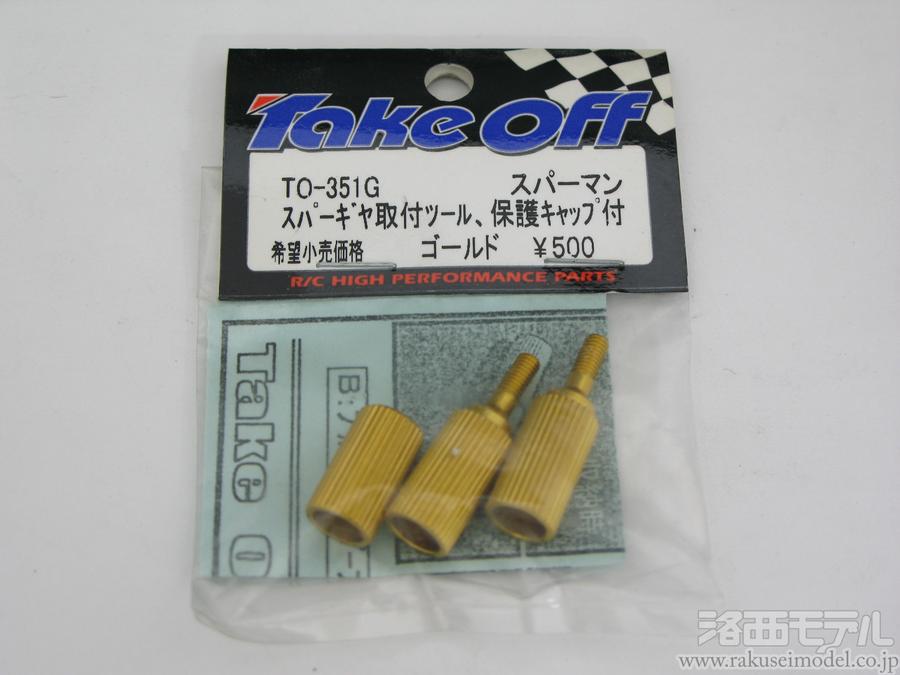 Take Off
TO-351G スパーマン
スパーギヤ取付ツール、保護キャップ付
希望小売価格 ゴールド ¥500
R/C HIGH PERFORMANCE PARTS
Take O
B:
洛西モデル
www.rakuseimodel.co.jp